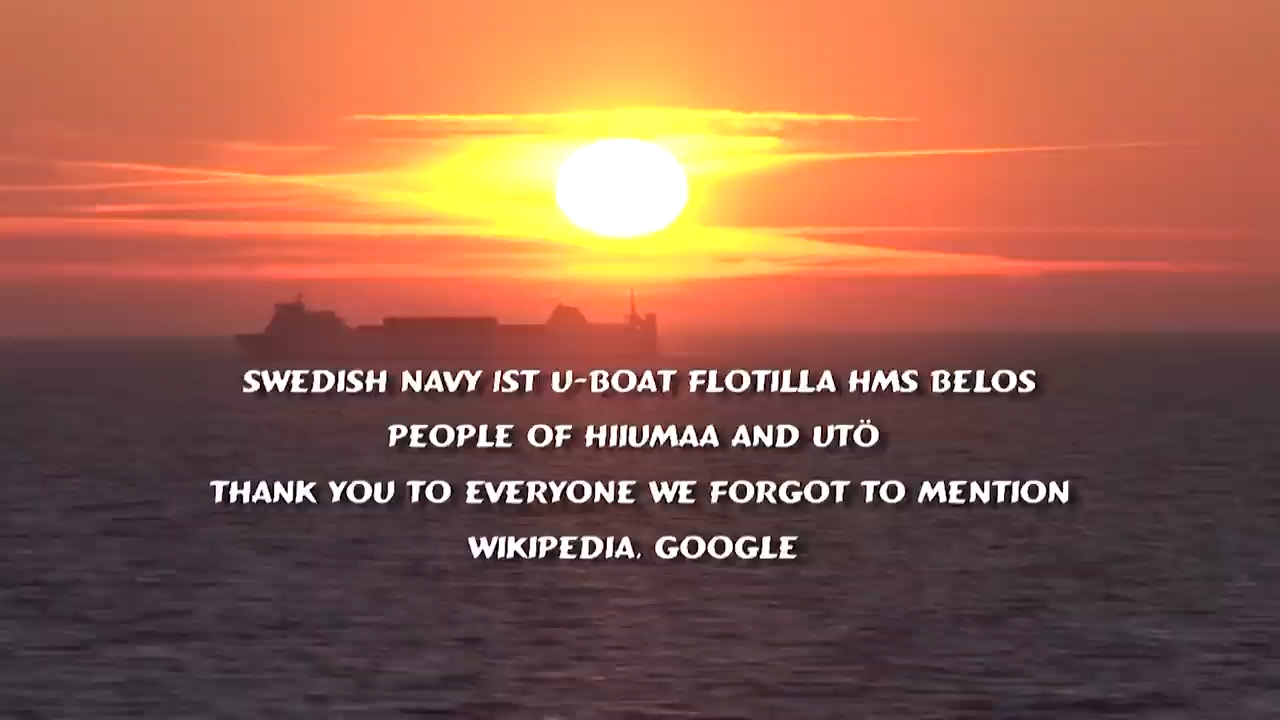 SWEDISH NAVY 1ST U-BOAT FLOTILLA HMS BELOS
PEOPLE OF HIIUMAA AND UTÖ
THANK YOU TO EVERYONE WE FORGOT TO MENTION
WIKIPEDIA, GOOGLE